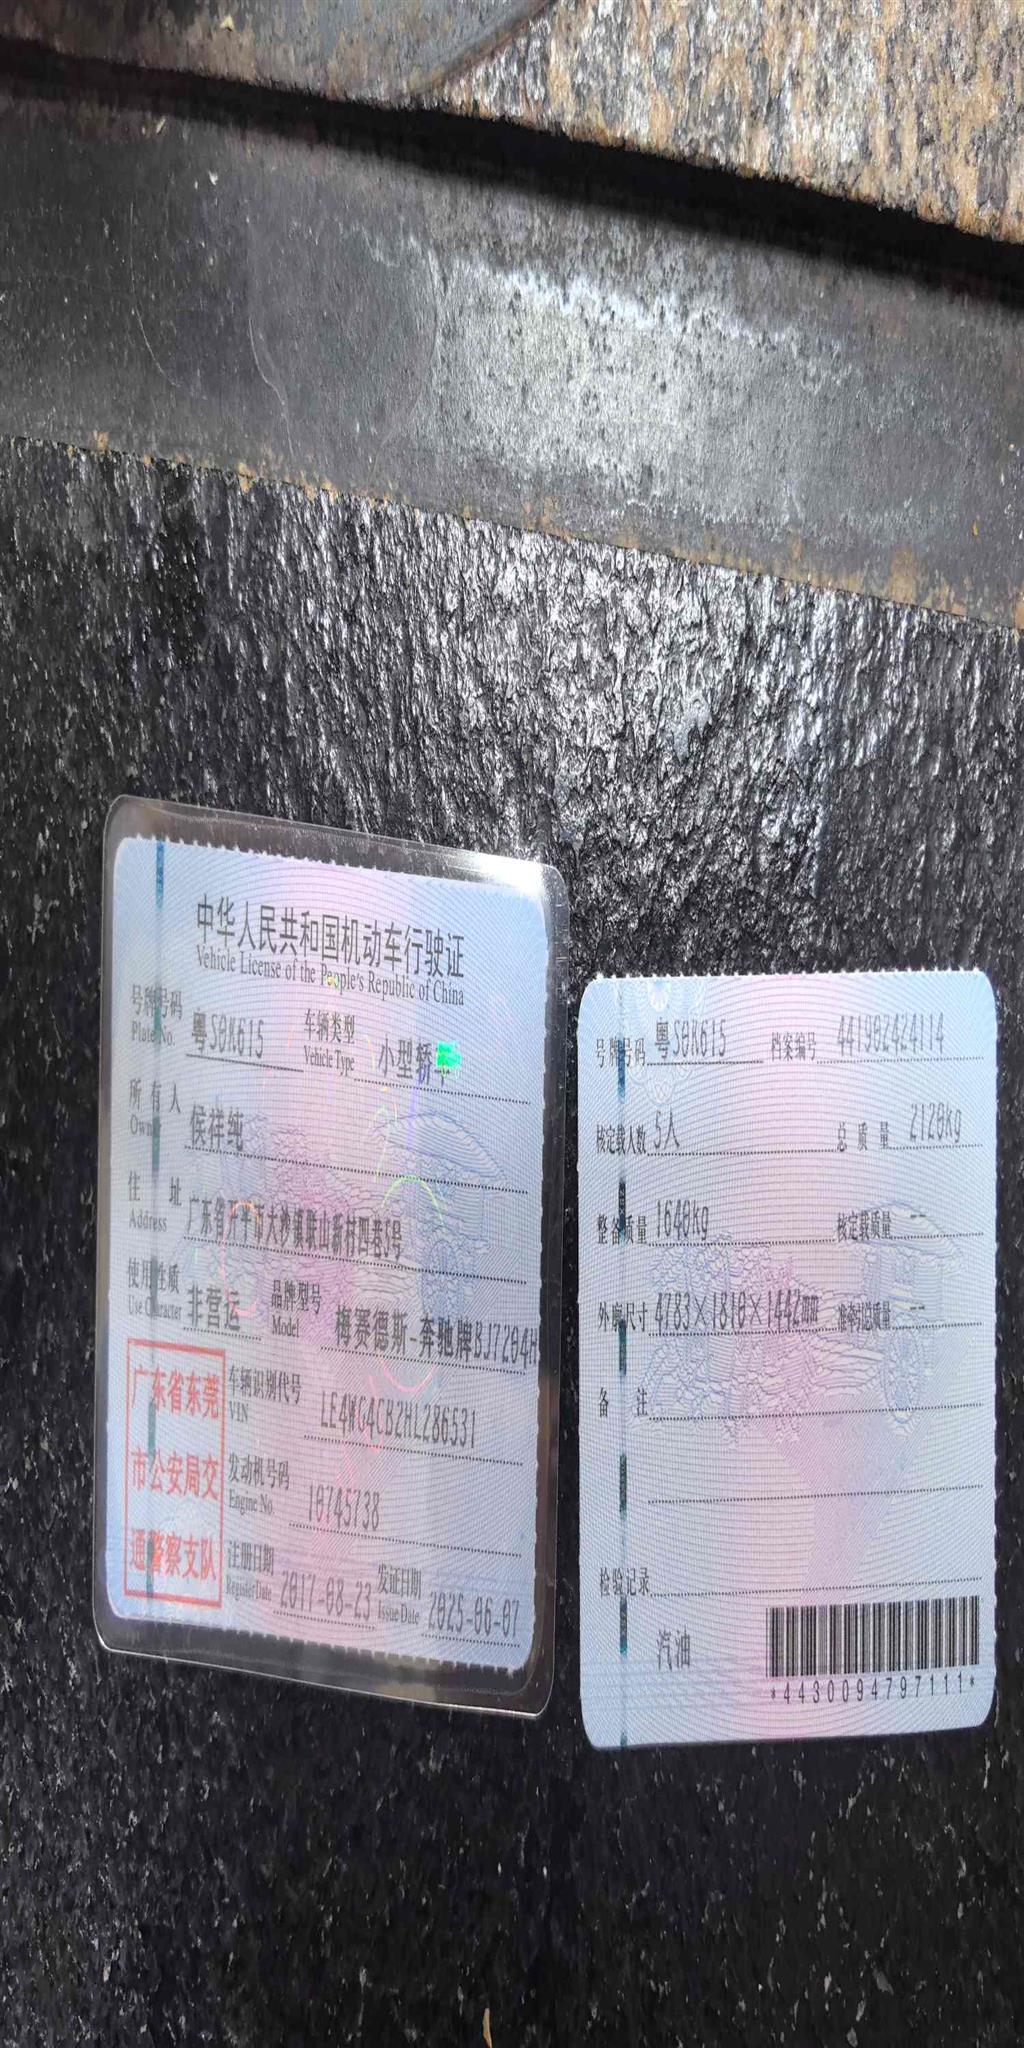 中华人民共和国机动车行驶证
Vehicle License of the People's Republic of China
号牌号码 粤S0K615 车辆类型 小型轿车
Plate No. Vehicle Type
所有人 侯祥纯
Owner
住址 广东省开平市大沙镇联山新村四巷5号
Address
使用性质 非营运 品牌型号 梅赛德斯-奔驰牌BJ7204H
Use Character Model
车辆识别代号 LE4WG4CB2HL286531
VIN
发动机号码 10745738
Engine No.
注册日期 2017-08-23 发证日期 2025-06-07
Register Date Issue Date
广东省东莞
市公安局交
通警察支队
号牌号码 粤S0K615 档案编号 441902424114
核定载人数 5人 总质量 2120kg
整备质量 1640kg 核定载质量 --
外廓尺寸 4783×1810×1442mm 准牵引总质量 --
备注
检验记录
汽油
*4430094797111*